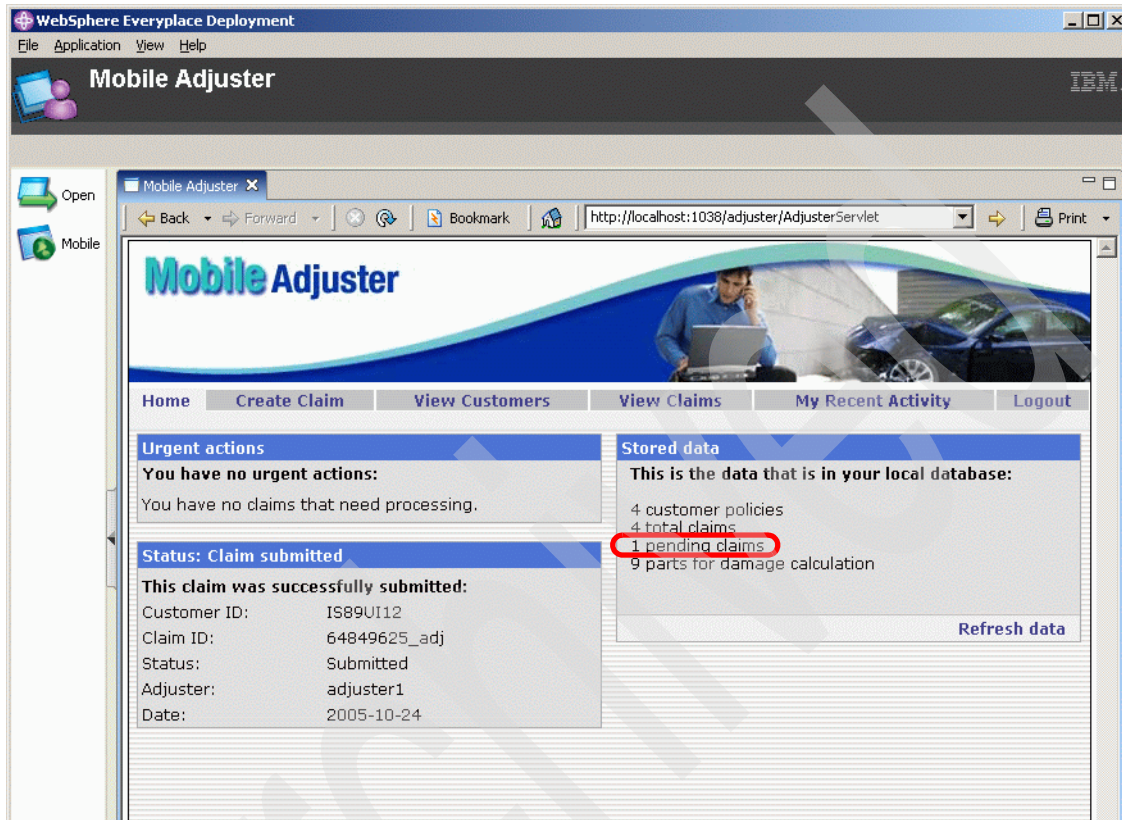 WebSphere Everyplace Deployment
File Application View Help
Mobile Adjuster
IBM.
Open
Mobile
Mobile Adjuster
Back Forward Bookmark http://localhost:1038/adjuster/AdjusterServlet Print
Mobile Adjuster
Home Create Claim View Customers View Claims My Recent Activity Logout
Urgent actions
You have no urgent actions:
You have no claims that need processing.
Status: Claim submitted
This claim was successfully submitted:
Customer ID: IS89UI12
Claim ID: 64849625_adj
Status: Submitted
Adjuster: adjuster1
Date: 2005-10-24
Stored data
This is the data that is in your local database:
4 customer policies
4 total claims
1 pending claims
9 parts for damage calculation
Refresh data